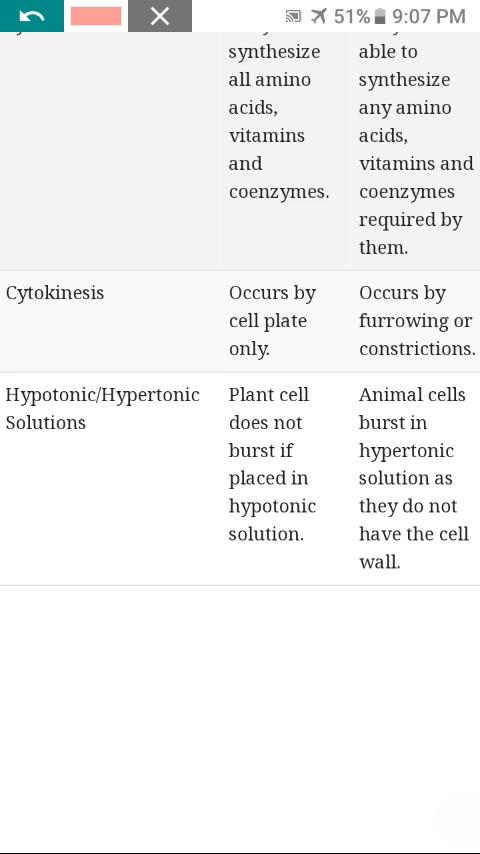 51% 9:07 PM
synthesize
all amino
acids,
vitamins
and
coenzymes.
able to
synthesize
any amino
acids,
vitamins and
coenzymes
required by
them.
Cytokinesis
Occurs by
cell plate
only.
Occurs by
furrowing or
constrictions.
Hypotonic/Hypertonic
Solutions
Plant cell
does not
burst if
placed in
hypotonic
solution.
Animal cells
burst in
hypertonic
solution as
they do not
have the cell
wall.